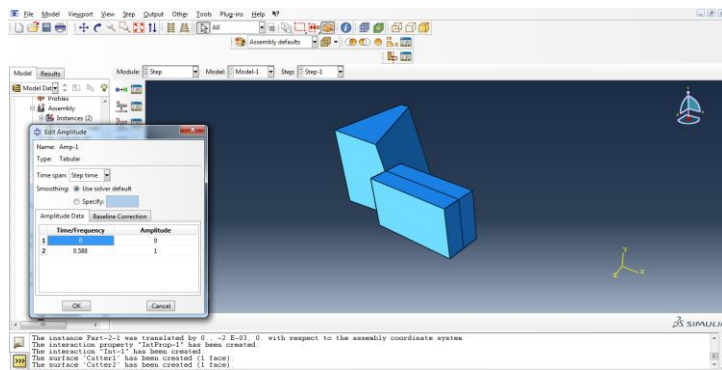 File Model Viewport View Step Output Other Tools Plug-ins Help
All
Assembly defaults
Model Results Module: Step Model: Model-1 Step: Step-1
Model Dat
Profiles
Assembly
Instances (2)
Edit Amplitude
Name: Amp-1
Type: Tabular
Time span: Step time
Smoothing: Use solver default
Specify:
Amplitude Data Baseline Correction
Time/Frequency Amplitude
1 0 0
2 0.588 1
OK Cancel
Y
X
SIMULIA
The instance Part-2-1 was translated by 0., -2.E-03, 0. with respect to the assembly coordinate system
The interaction property "IntProp-1" has been created.
The interaction "Int-1" has been created.
The surface 'Cutter1' has been created (1 face).
The surface 'Cutter2' has been created (1 face).